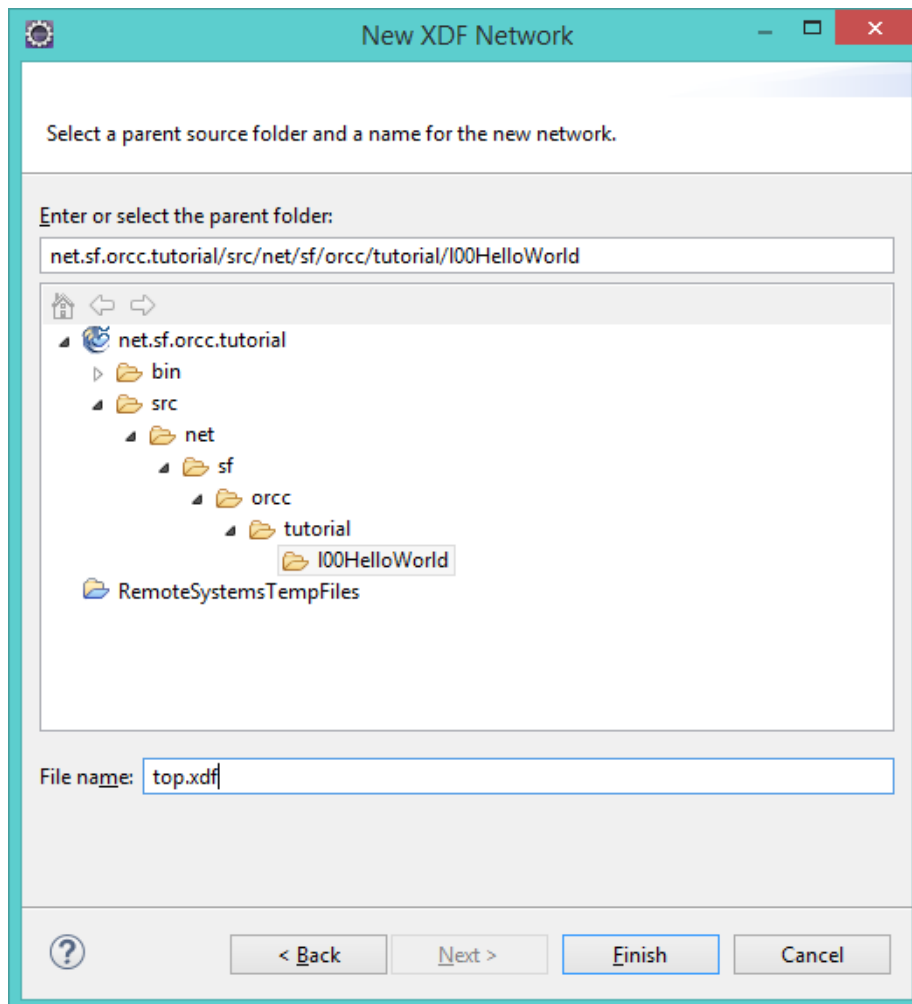 New XDF Network
Select a parent source folder and a name for the new network.
Enter or select the parent folder:
net.sf.orcc.tutorial/src/net/sf/orcc/tutorial/I00HelloWorld
net.sf.orcc.tutorial
bin
src
net
sf
orcc
tutorial
I00HelloWorld
RemoteSystemsTempFiles
File name: top.xdf
? < Back Next > Finish Cancel